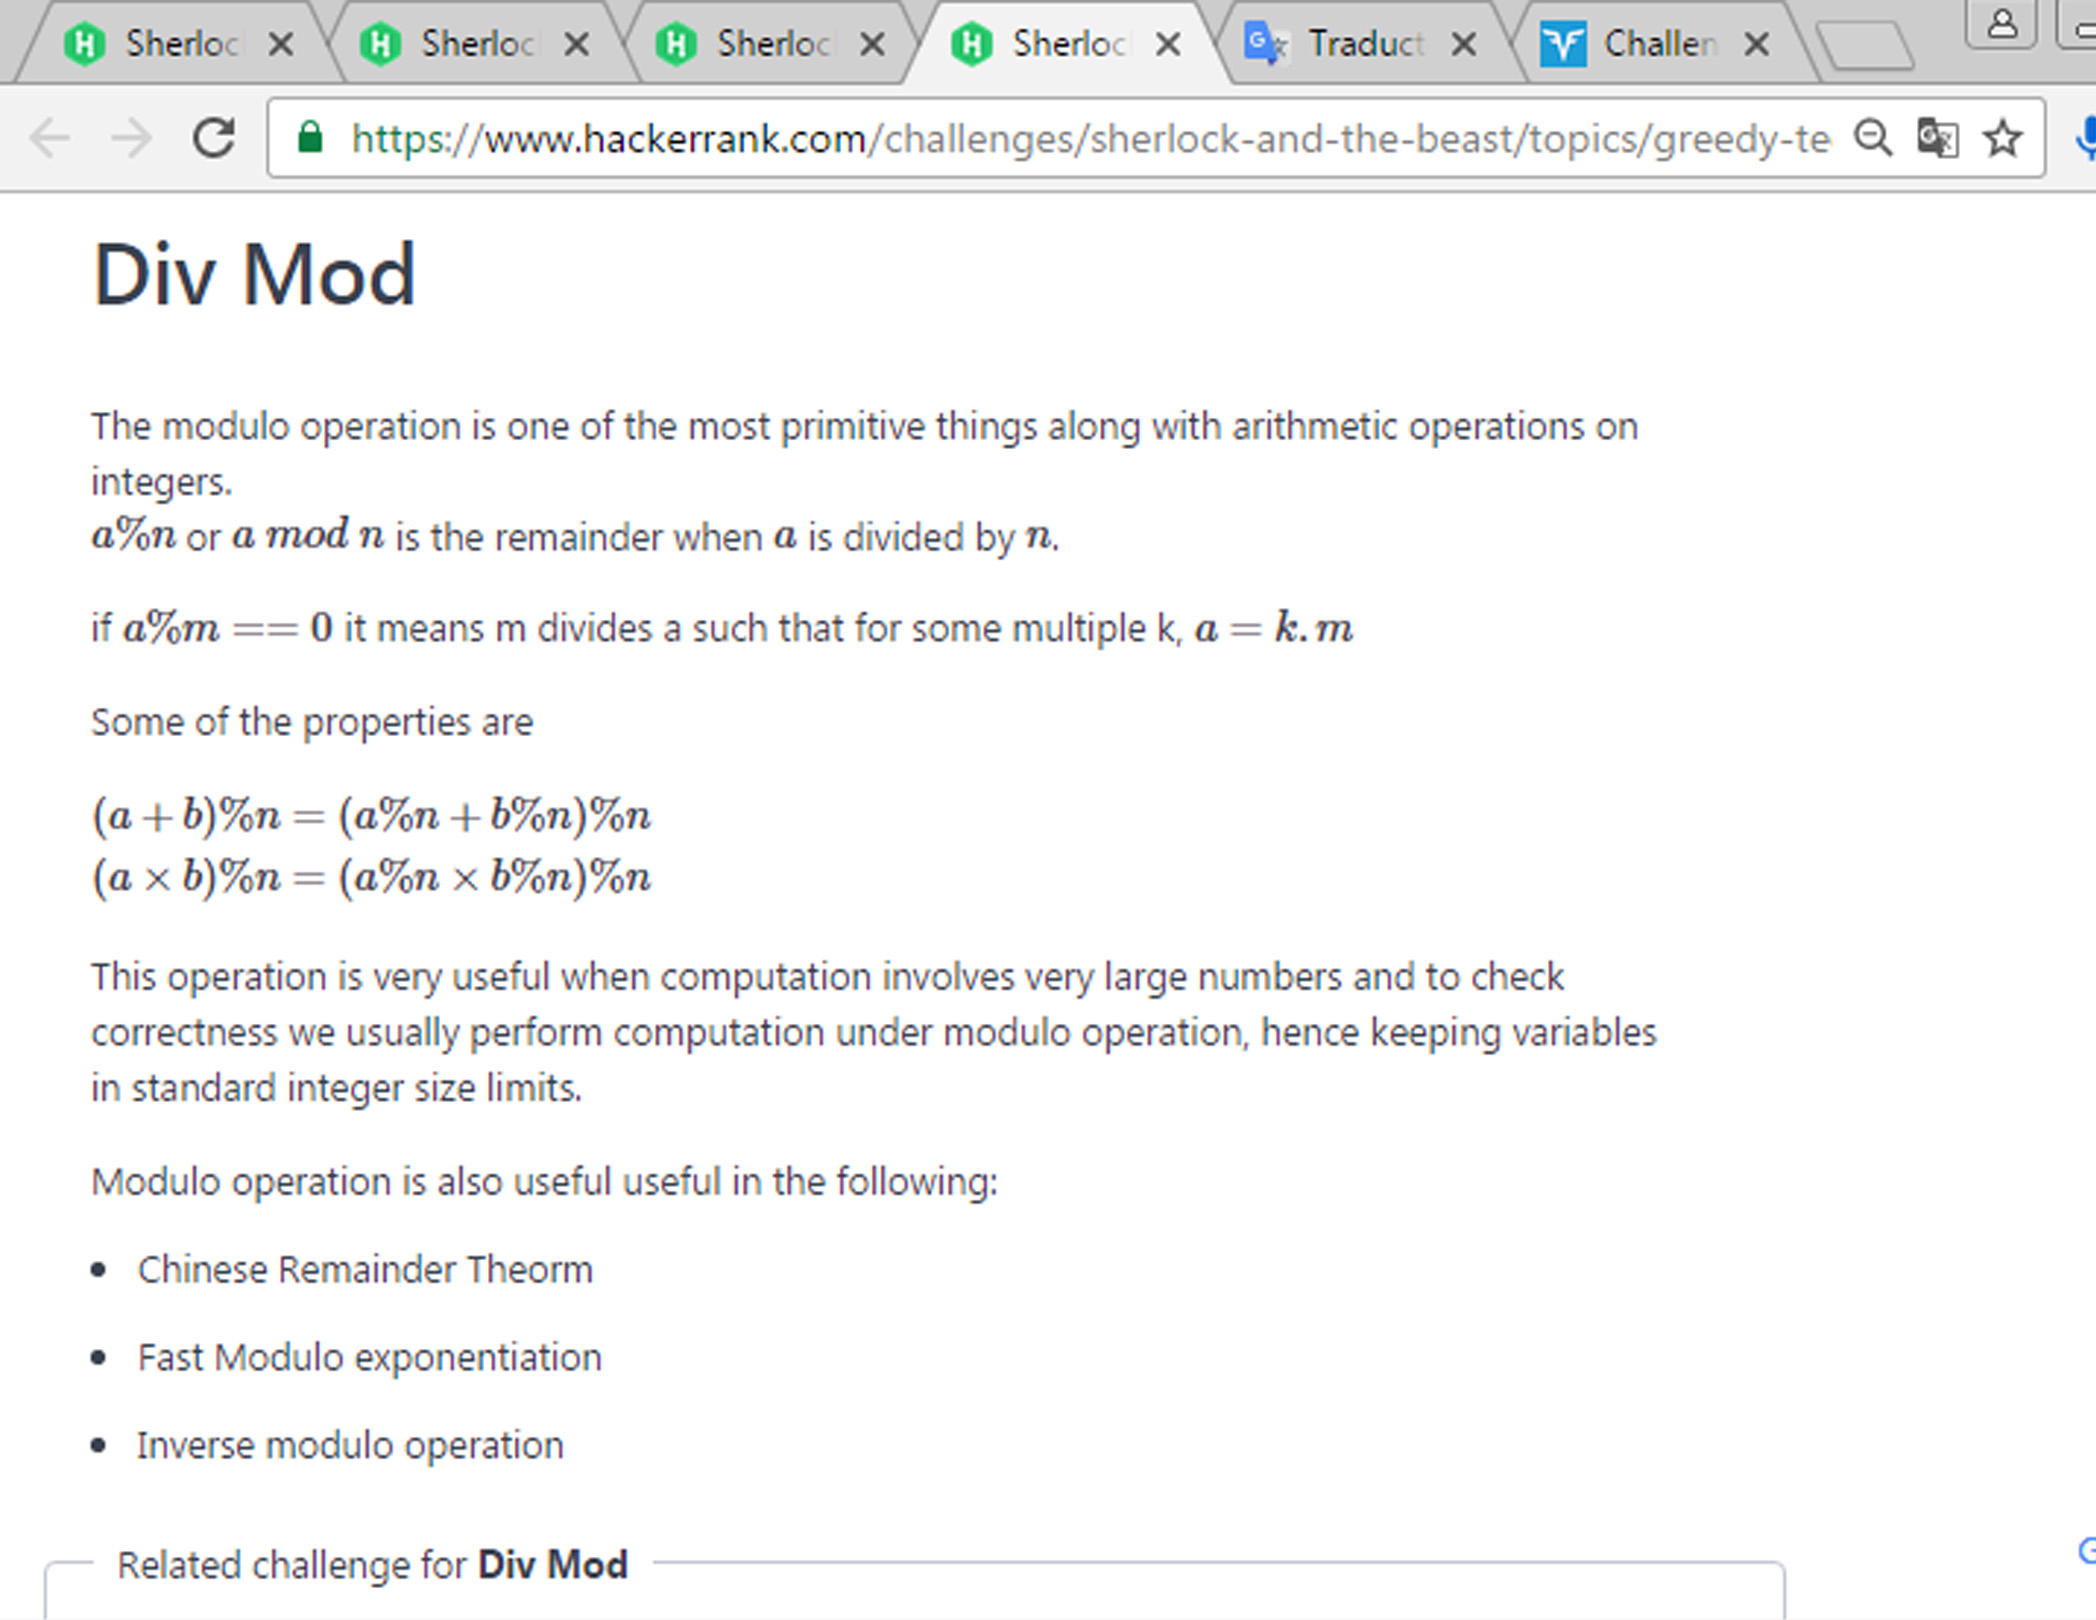 Sherloc Sherloc Sherloc Sherloc Traduct Challen
https://www.hackerrank.com/challenges/sherlock-and-the-beast/topics/greedy-te
Div Mod
The modulo operation is one of the most primitive things along with arithmetic operations on
integers.
a%n or a mod n is the remainder when a is divided by n.
if a%m == 0 it means m divides a such that for some multiple k, a = k.m
Some of the properties are
(a + b)%n = (a%n + b%n)%n
(a × b)%n = (a%n × b%n)%n
This operation is very useful when computation involves very large numbers and to check
correctness we usually perform computation under modulo operation, hence keeping variables
in standard integer size limits.
Modulo operation is also useful useful in the following:
• Chinese Remainder Theorm
• Fast Modulo exponentiation
• Inverse modulo operation
Related challenge for Div Mod